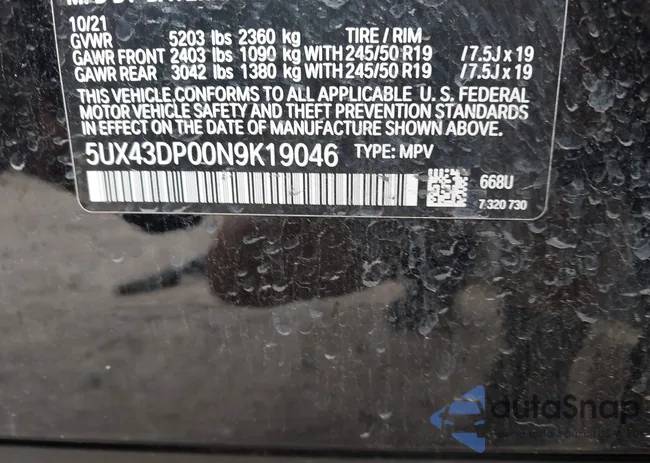 10/21
GVWR 5203 lbs 2360 kg TIRE / RIM
GAWR FRONT 2403 lbs 1090 kg WITH 245/50 R19 /7.5J x 19
GAWR REAR 3042 lbs 1380 kg WITH 245/50 R19 /7.5J x 19
THIS VEHICLE CONFORMS TO ALL APPLICABLE U. S. FEDERAL
MOTOR VEHICLE SAFETY AND THEFT PREVENTION STANDARDS
IN EFFECT ON THE DATE OF MANUFACTURE SHOWN ABOVE.
5UX43DP00N9K19046 TYPE: MPV
668U
7 320 730
autaSnap